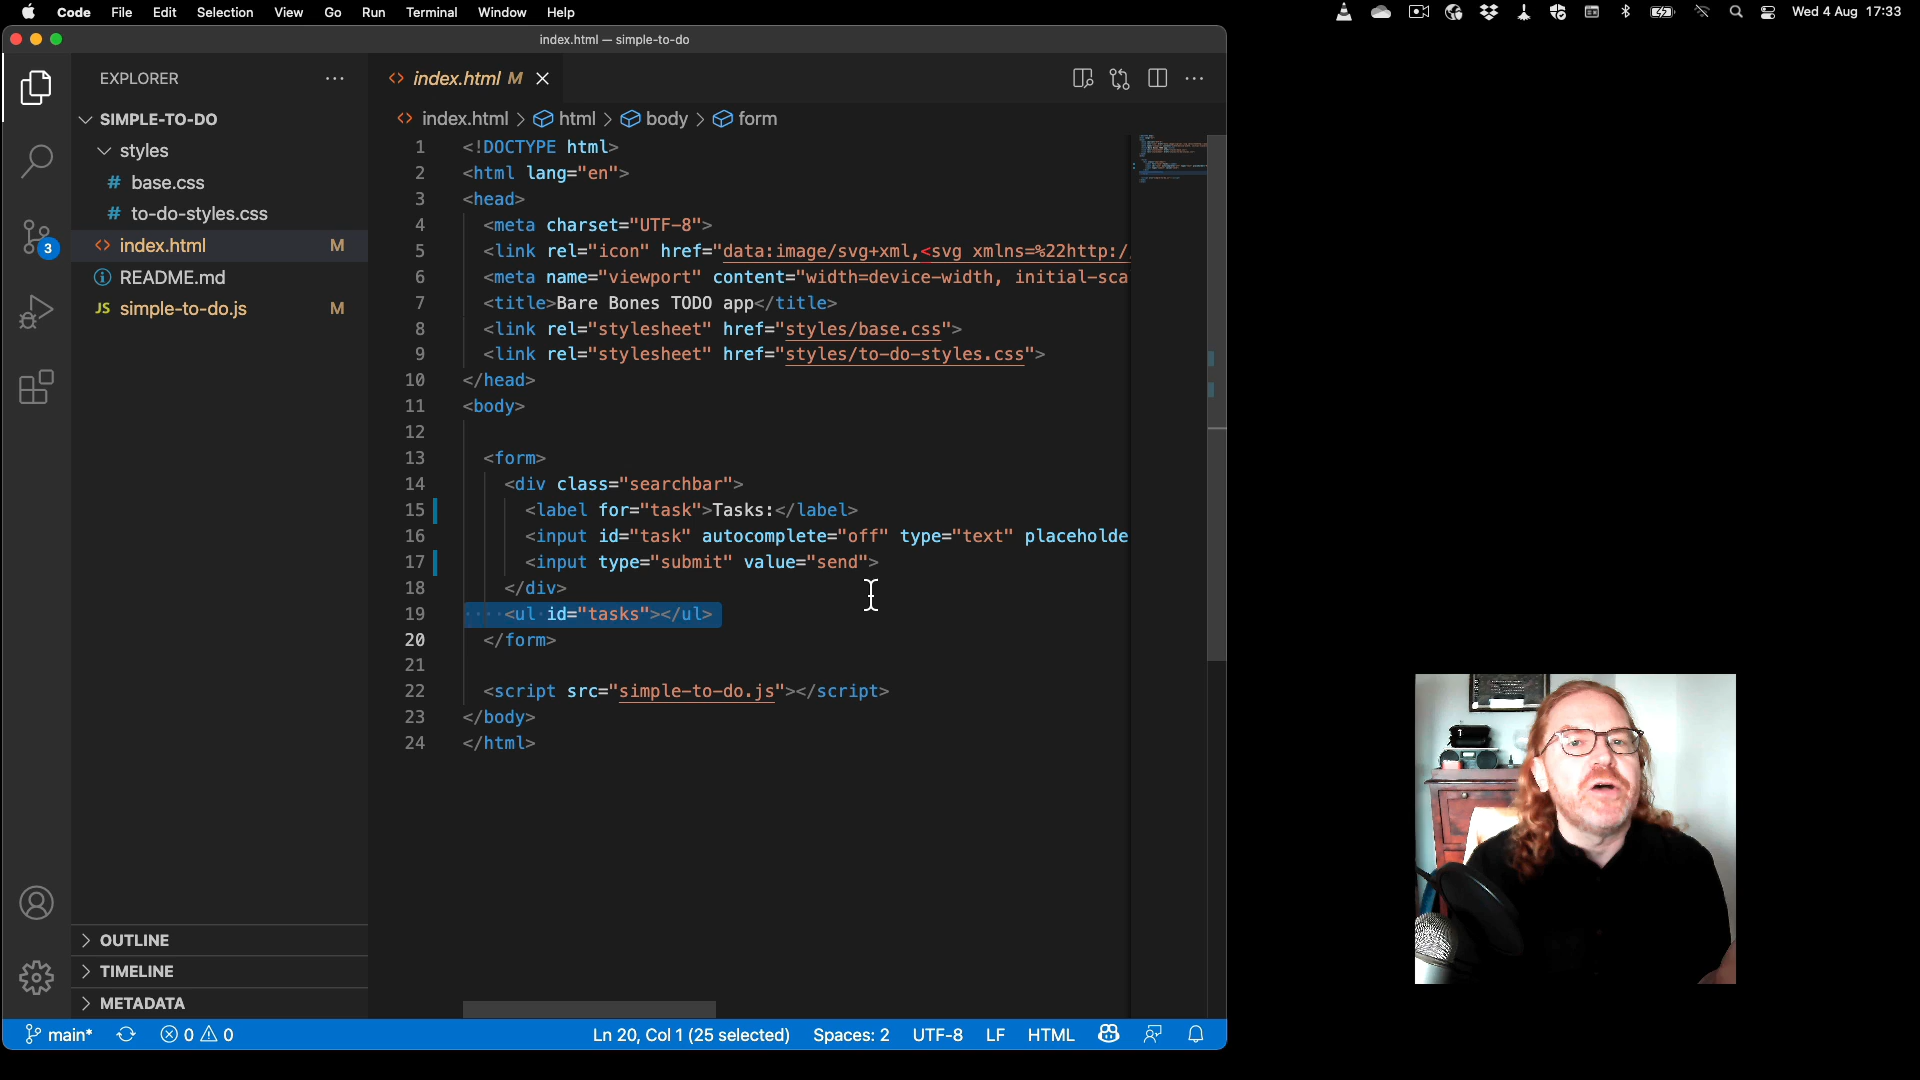 Code File Edit Selection View Go Run Terminal Window Help Wed 4 Aug 17:33
index.html — simple-to-do
EXPLORER
SIMPLE-TO-DO
styles
# base.css
# to-do-styles.css
<> index.html M
README.md
JS simple-to-do.js M
3
OUTLINE
TIMELINE
METADATA
<> index.html M
<> index.html > html > body > form
1 <!DOCTYPE html>
2 <html lang="en">
3 <head>
4 <meta charset="UTF-8">
5 <link rel="icon" href="data:image/svg+xml,<svg xmlns=%22http:/
6 <meta name="viewport" content="width=device-width, initial-sca
7 <title>Bare Bones TODO app</title>
8 <link rel="stylesheet" href="styles/base.css">
9 <link rel="stylesheet" href="styles/to-do-styles.css">
10 </head>
11 <body>
12
13 <form>
14 <div class="searchbar">
15 <label for="task">Tasks:</label>
16 <input id="task" autocomplete="off" type="text" placeholde
17 <input type="submit" value="send">
18 </div>
19 <ul id="tasks"></ul>
20 </form>
21
22 <script src="simple-to-do.js"></script>
23 </body>
24 </html>
main* 0 0 Ln 20, Col 1 (25 selected) Spaces: 2 UTF-8 LF HTML